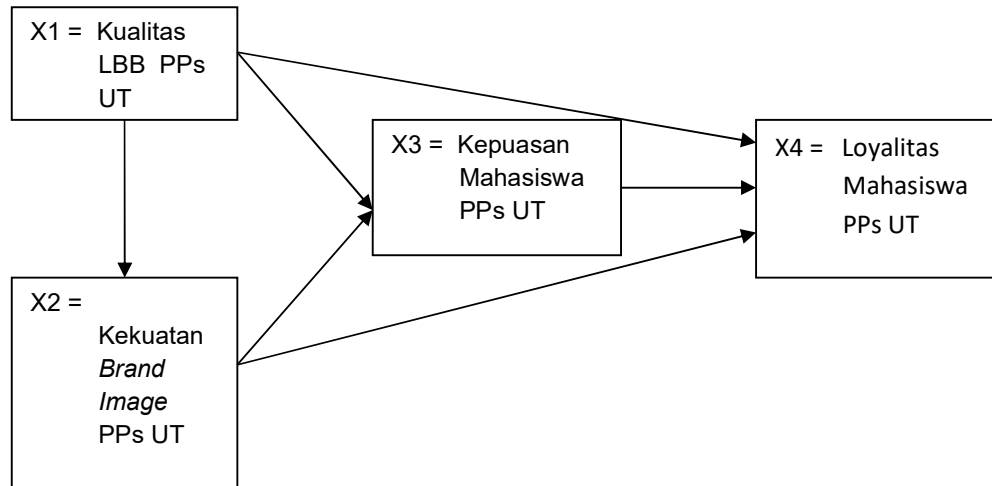 X1 = Kualitas
LBB PPs
UT
X3 = Kepuasan
Mahasiswa
PPs UT
X4 = Loyalitas
Mahasiswa
PPs UT
X2 =
Kekuatan
Brand
Image
PPs UT